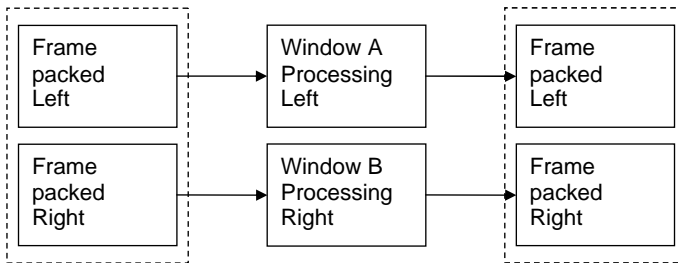 Frame
packed
Left
Window A
Processing
Left
Frame
packed
Left
Frame
packed
Right
Window B
Processing
Right
Frame
packed
Right